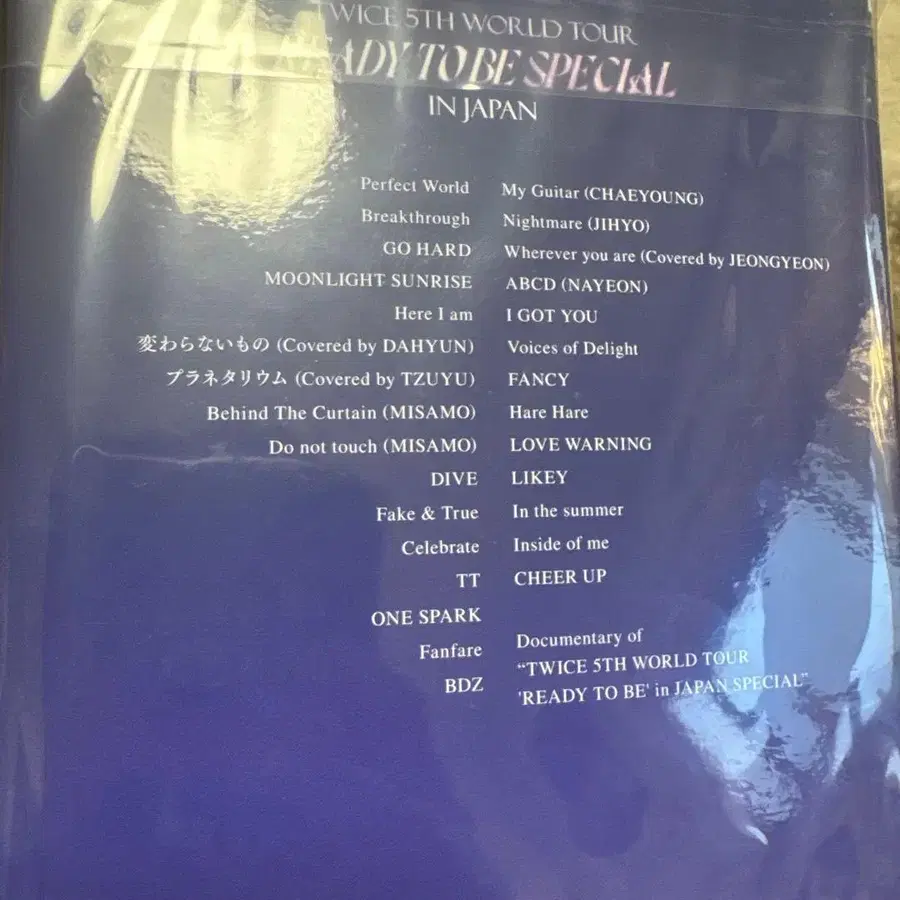 TWICE 5TH WORLD TOUR
READY TO BE SPECIAL
IN JAPAN
Perfect World
Breakthrough
GO HARD
MOONLIGHT SUNRISE
Here I am
変わらないもの (Covered by DAHYUN)
プラネタリウム (Covered by TZUYU)
Behind The Curtain (MISAMO)
Do not touch (MISAMO)
DIVE
Fake & True
Celebrate
TT
ONE SPARK
Fanfare
BDZ
My Guitar (CHAEYOUNG)
Nightmare (JIHYO)
Wherever you are (Covered by JEONGYEON)
ABCD (NAYEON)
I GOT YOU
Voices of Delight
FANCY
Hare Hare
LOVE WARNING
LIKEY
In the summer
Inside of me
CHEER UP
Documentary of
“TWICE 5TH WORLD TOUR
'READY TO BE' in JAPAN SPECIAL”